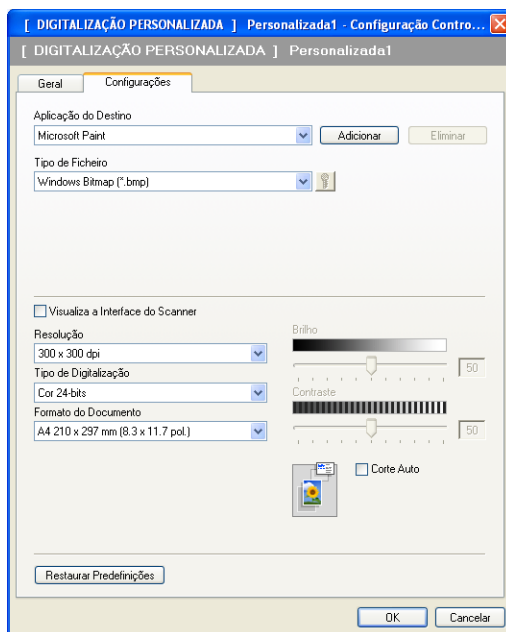 [ DIGITALIZAÇÃO PERSONALIZADA ] Personalizada1 - Configuração Contro...
[ DIGITALIZAÇÃO PERSONALIZADA ] Personalizada1
Geral Configurações
Aplicação do Destino
Microsoft Paint Adicionar Eliminar
Tipo de Ficheiro
Windows Bitmap (*.bmp)
Visualiza a Interface do Scanner
Resolução
300 x 300 dpi
Tipo de Digitalização
Cor 24-bits
Formato do Documento
A4 210 x 297 mm (8.3 x 11.7 pol.)
Brilho
50
Contraste
50
Corte Auto
Restaurar Predefinições
OK Cancelar